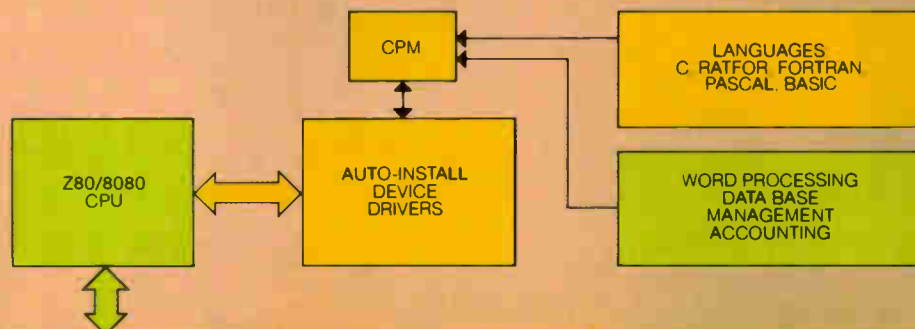 CPM
LANGUAGES
C RATFOR FORTRAN
PASCAL, BASIC
Z80/8080
CPU
AUTO-INSTALL
DEVICE
DRIVERS
WORD PROCESSING
DATA BASE
MANAGEMENT
ACCOUNTING